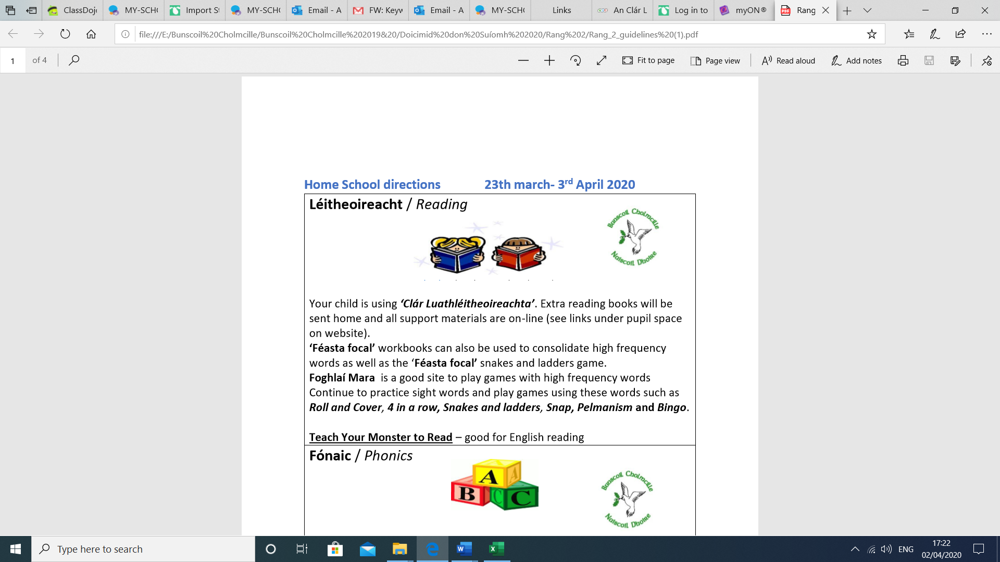 ClassDojo MY-SCHO Import St MY-SCHO Email - A FW: Keyw Email - A MY-SCHO Links An Clár L Log in to myON® Rang
file:///E:/Bunscoil%20Cholmcille/Bunscoil%20Cholmcille%202019&20/Doicimid%20don%20Suíomh%202020/Rang%202/Rang_2_guidelines%20(1).pdf
1 of 4 Fit to page Page view Read aloud Add notes
Home School directions 23th march- 3rd April 2020
Léitheoireacht / Reading
Bunscoil Cholmcille
Naíscoil Dhoire
Your child is using ‘Clár Luathléitheoireachta’. Extra reading books will be
sent home and all support materials are on-line (see links under pupil space
on website).
‘Féasta focal’ workbooks can also be used to consolidate high frequency
words as well as the ‘Féasta focal’ snakes and ladders game.
Foghlaí Mara is a good site to play games with high frequency words
Continue to practice sight words and play games using these words such as
Roll and Cover, 4 in a row, Snakes and ladders, Snap, Pelmanism and Bingo.
Teach Your Monster to Read – good for English reading
Fónaic / Phonics
A A
B C C
Bunscoil Cholmcille
Naíscoil Dhoire
Type here to search
ENG
17:22
02/04/2020